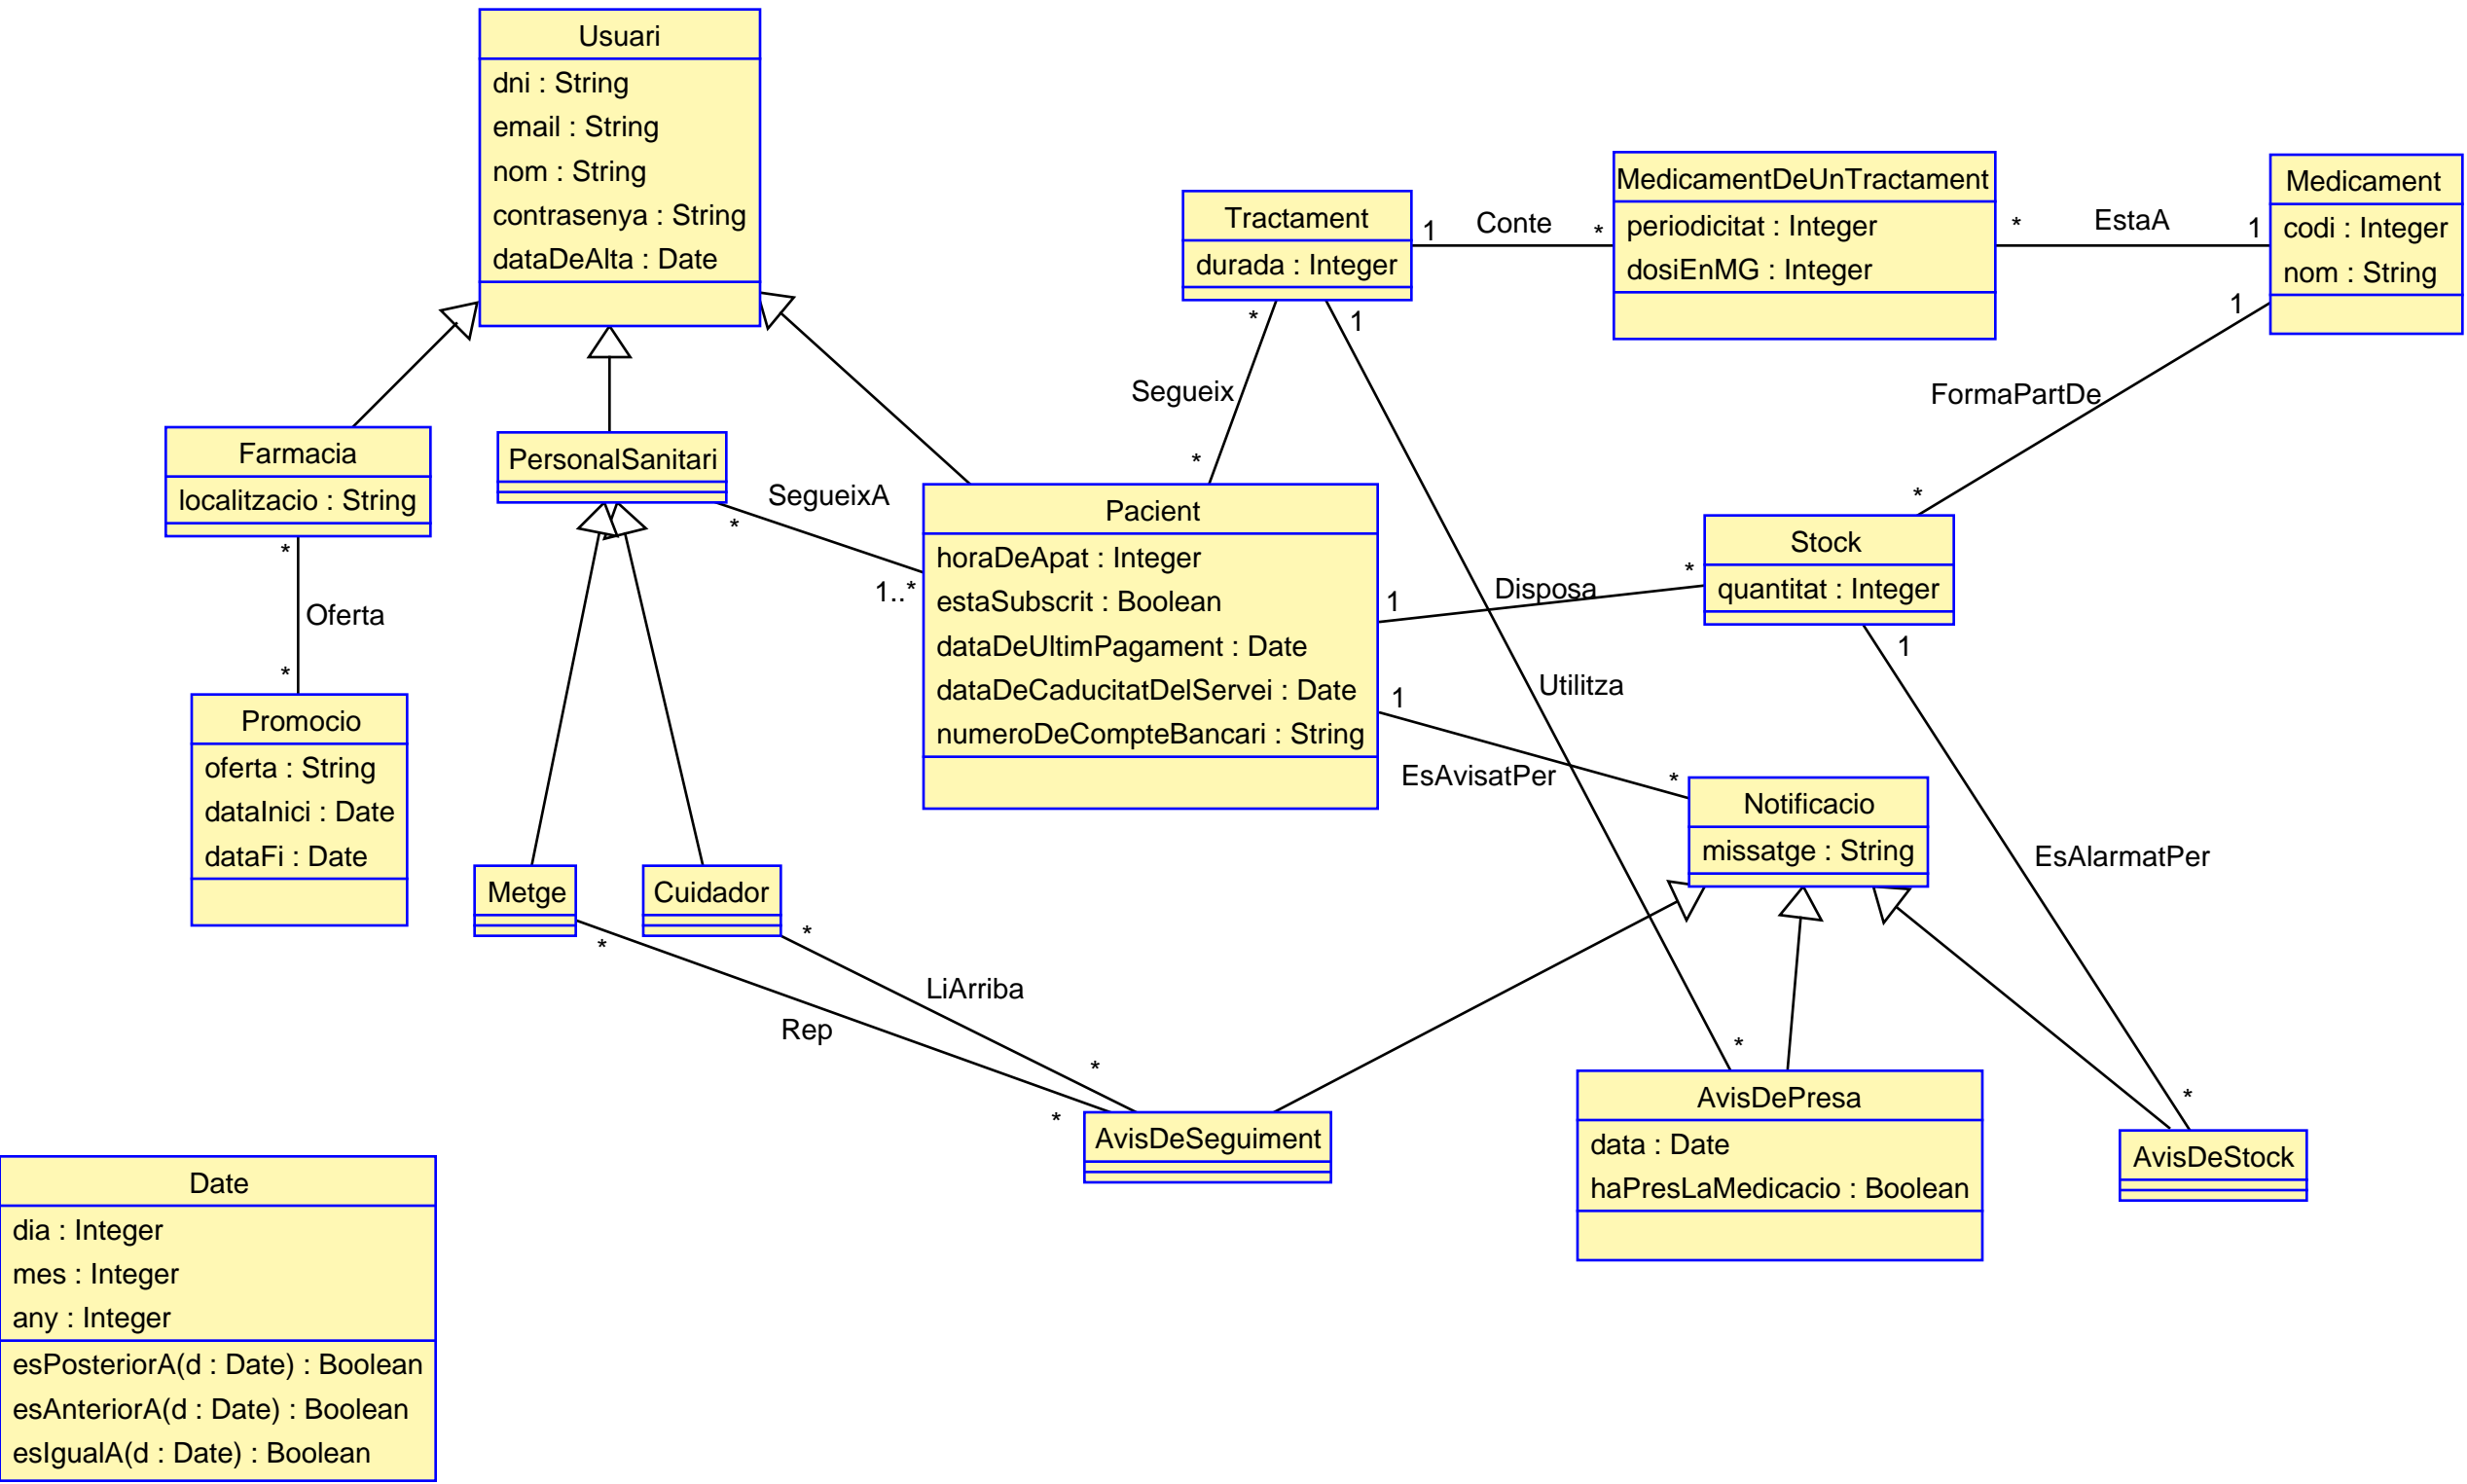 Usuari
dni : String
email : String
nom : String
contrasenya : String
dataDeAlta : Date
Tractament
durada : Integer
1
Conte
*
MedicamentDeUnTractament
periodicitat : Integer
dosiEnMG : Integer
*
EstaA
1
Medicament
codi : Integer
nom : String
1
*
1
Segueix
*
FormaPartDe
*
Farmacia
localitzacio : String
*
Oferta
*
PersonalSanitari
SegueixA
*
1..*
Pacient
horaDeApat : Integer
estaSubscrit : Boolean
dataDeUltimPagament : Date
dataDeCaducitatDelServei : Date
numeroDeCompteBancari : String
1
Disposa
*
Stock
quantitat : Integer
1
Utilitza
1
EsAvisatPer
*
Promocio
oferta : String
dataInici : Date
dataFi : Date
Notificacio
missatge : String
EsAlarmatPer
Metge
*
Cuidador
*
LiArriba
Rep
*
*
*
*
AvisDeSeguiment
AvisDePresa
data : Date
haPresLaMedicacio : Boolean
AvisDeStock
Date
dia : Integer
mes : Integer
any : Integer
esPosteriorA(d : Date) : Boolean
esAnteriorA(d : Date) : Boolean
esIgualA(d : Date) : Boolean